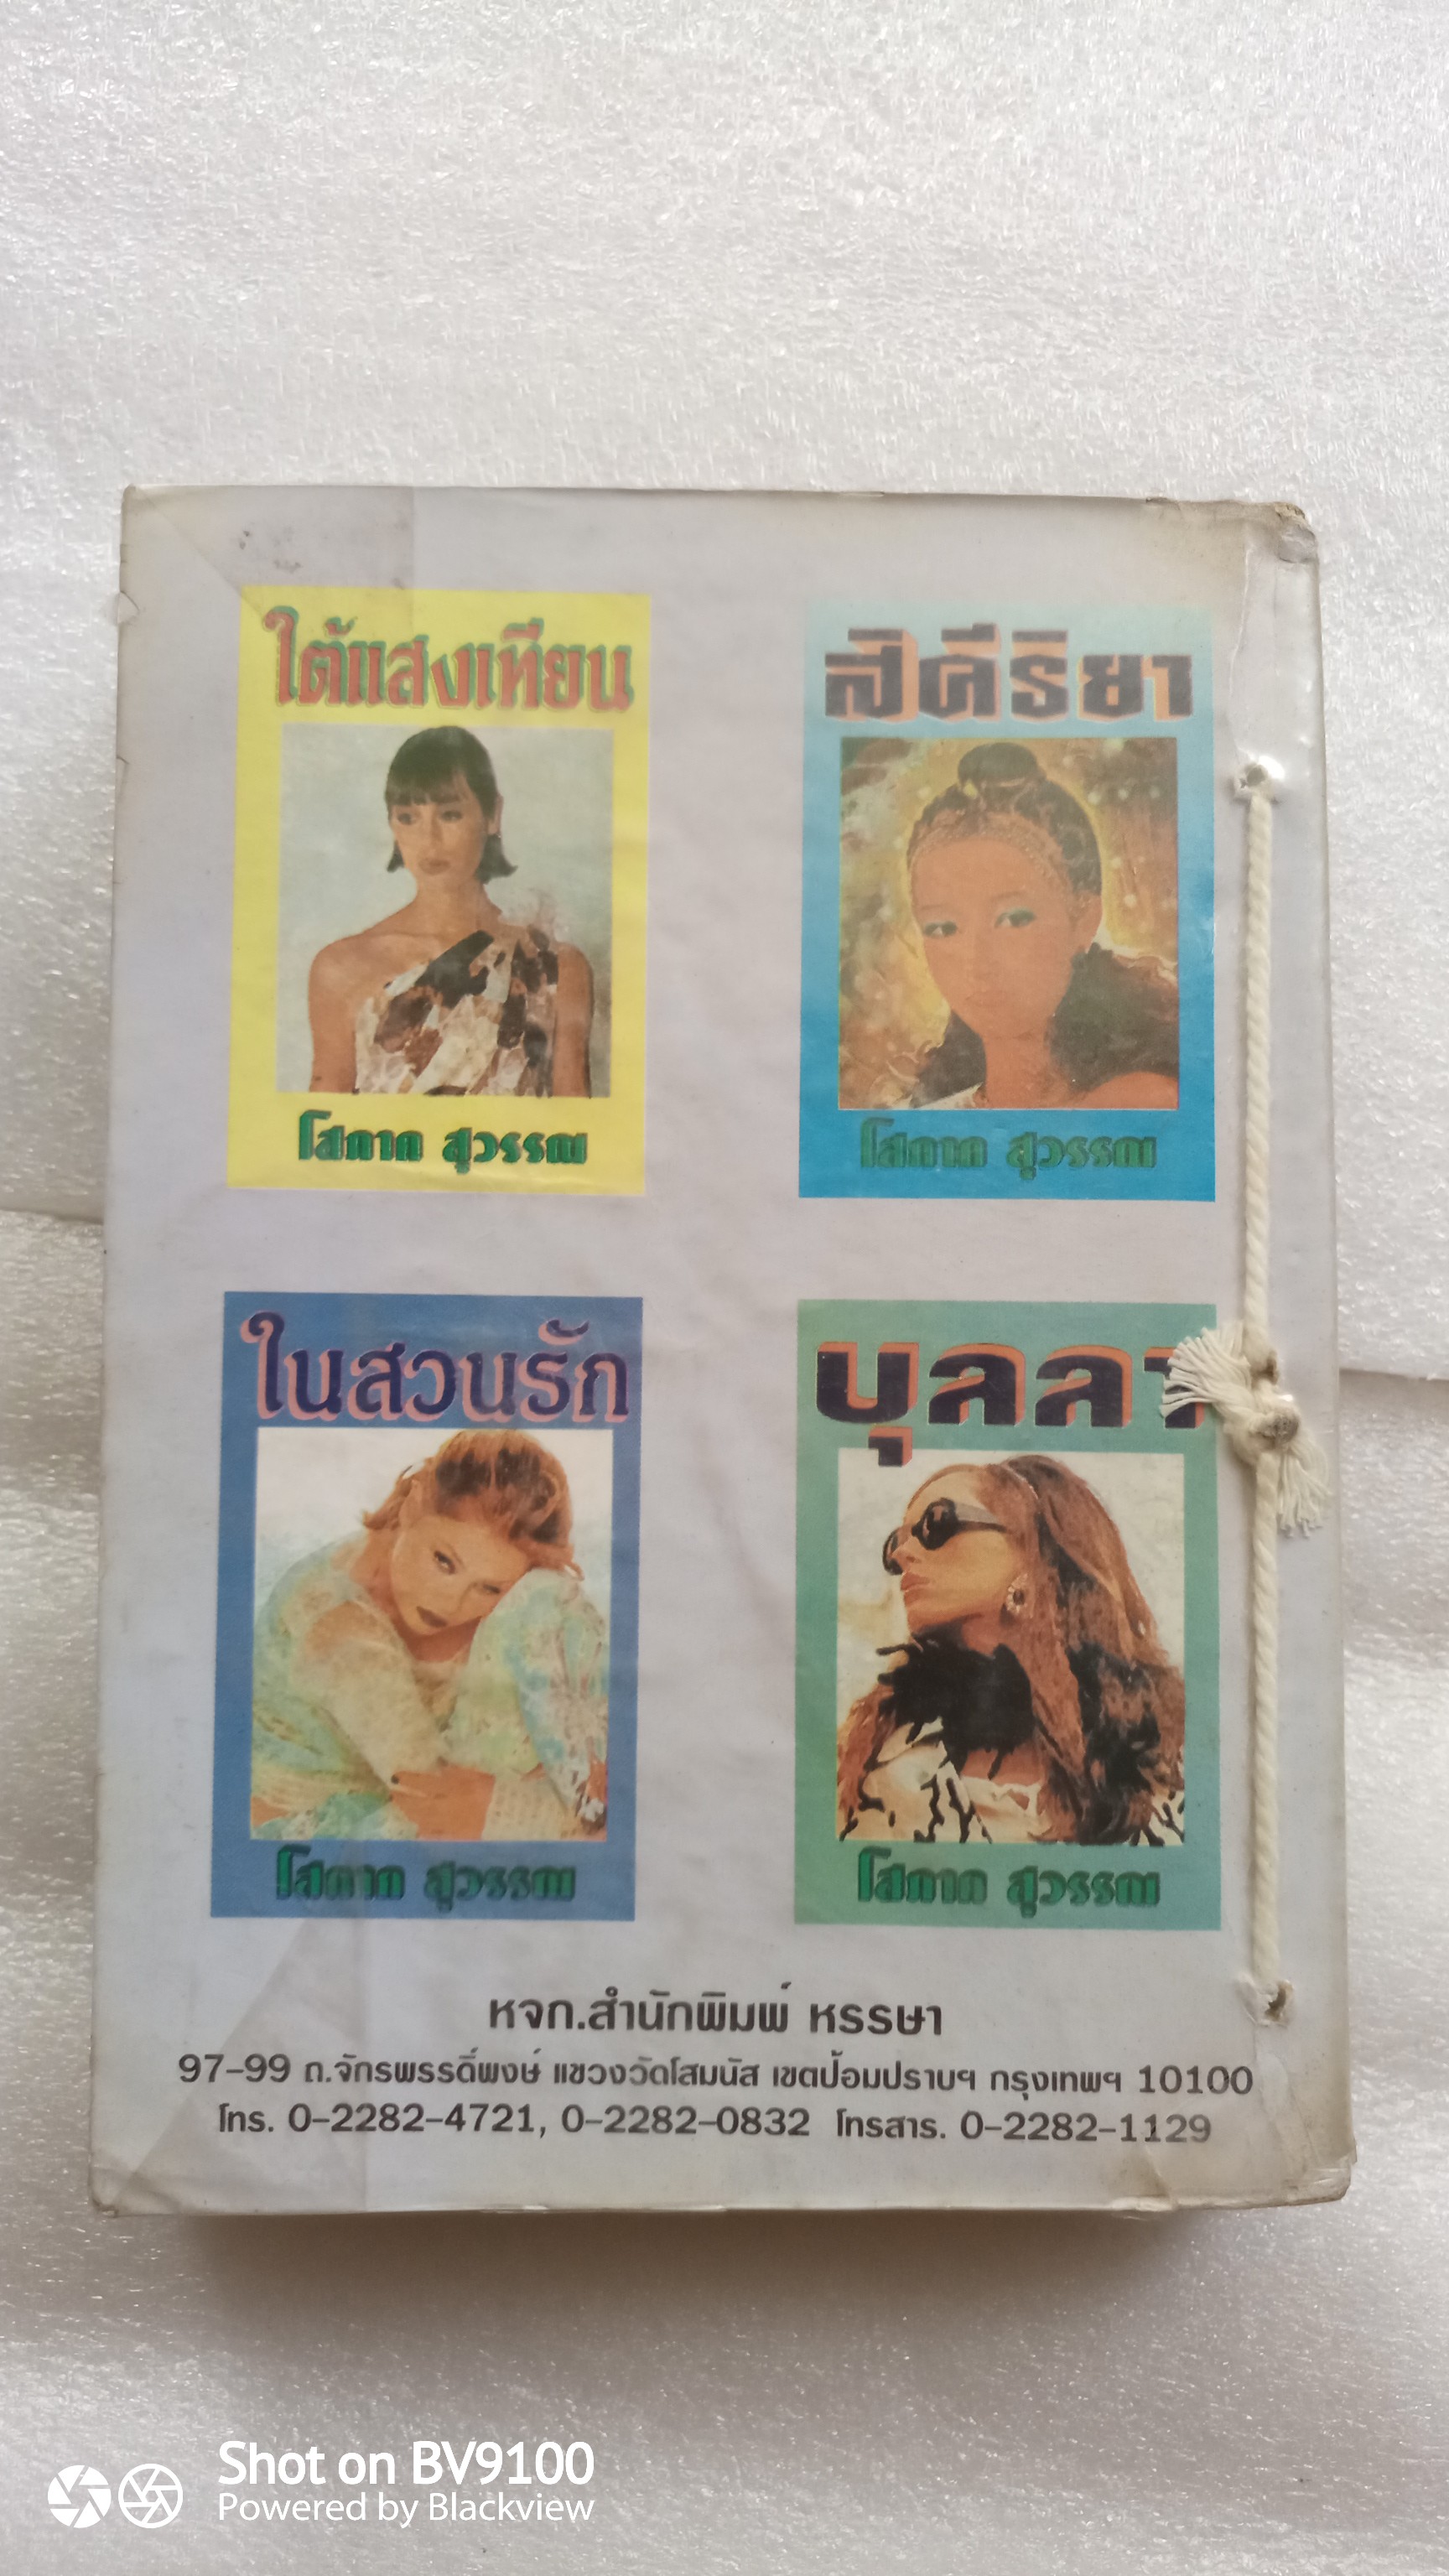 ใต้แสงเทียน
โสภาค สุวรรณ
สิคีริยา
โสภาค สุวรรณ
ในสวนรัก
โสภาค สุวรรณ
บุลลา
โสภาค สุวรรณ
หจก.สำนักพิมพ์ หรรษา
97-99 ถ.จักรพรรดิ์พงษ์ แขวงวัดโสมนัส เขตป้อมปราบฯ กรุงเทพฯ 10100
โทร. 0-2282-4721, 0-2282-0832 โทรสาร. 0-2282-1129
Shot on BV9100
Powered by Blackview